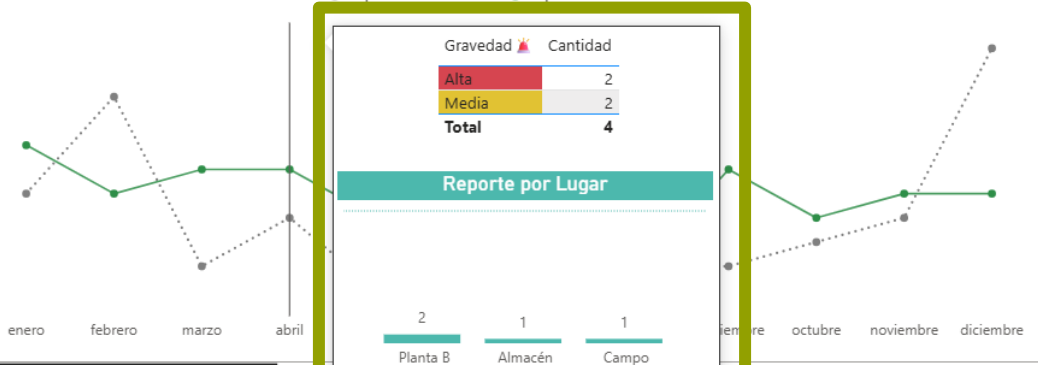 Gravedad Cantidad
Alta 2
Media 2
Total 4
Reporte por Lugar
2 1 1
Planta B Almacén Campo
enero febrero marzo abril octubre noviembre diciembre